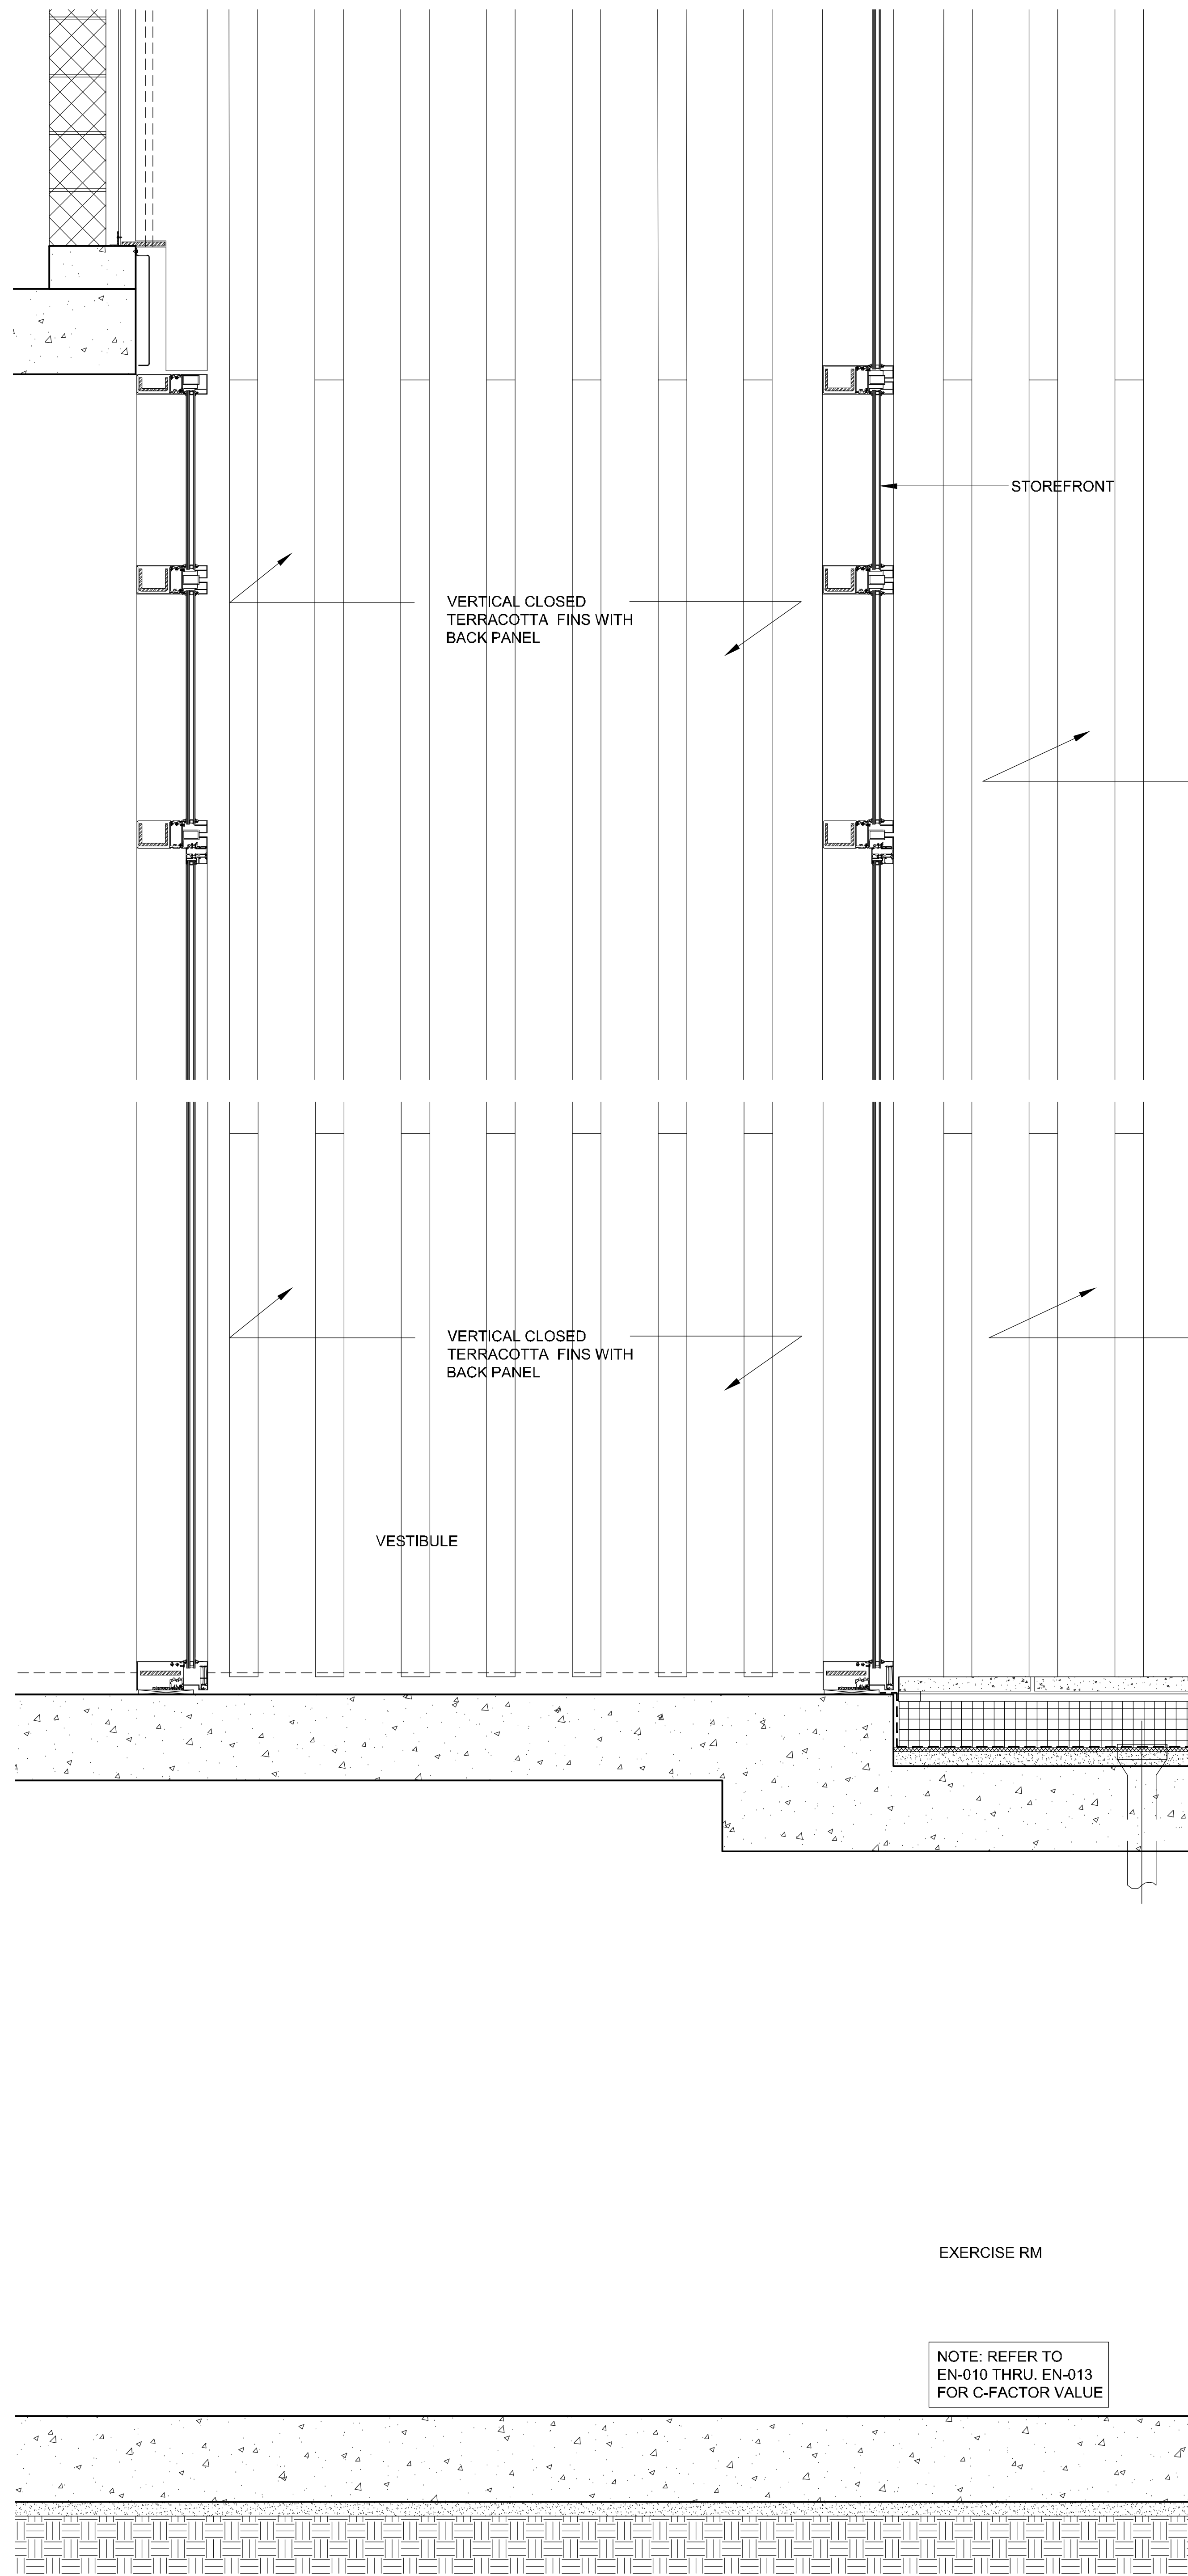 STOREFRONT
VERTICAL CLOSED
TERRACOTTA FINS WITH
BACK PANEL
VERTICAL CLOSED
TERRACOTTA FINS WITH
BACK PANEL
VESTIBULE
EXERCISE RM
NOTE: REFER TO
EN-010 THRU. EN-013
FOR C-FACTOR VALUE